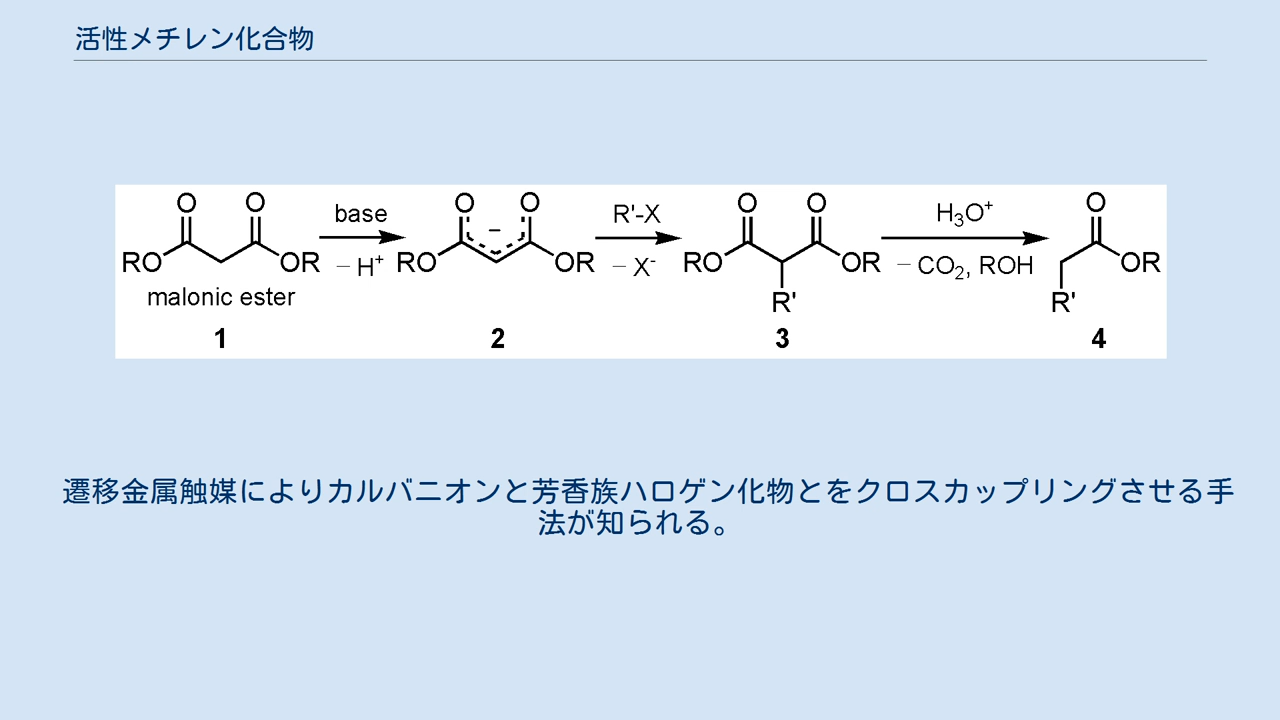 活性メチレン化合物
O O base O O R'-X O O H₃O⁺ O
RO OR − H⁺ RO − OR − X⁻ RO OR − CO₂, ROH OR
malonic ester R' R'
1 2 3 4
遷移金属触媒によりカルバニオンと芳香族ハロゲン化物とをクロスカップリングさせる手
法が知られる。